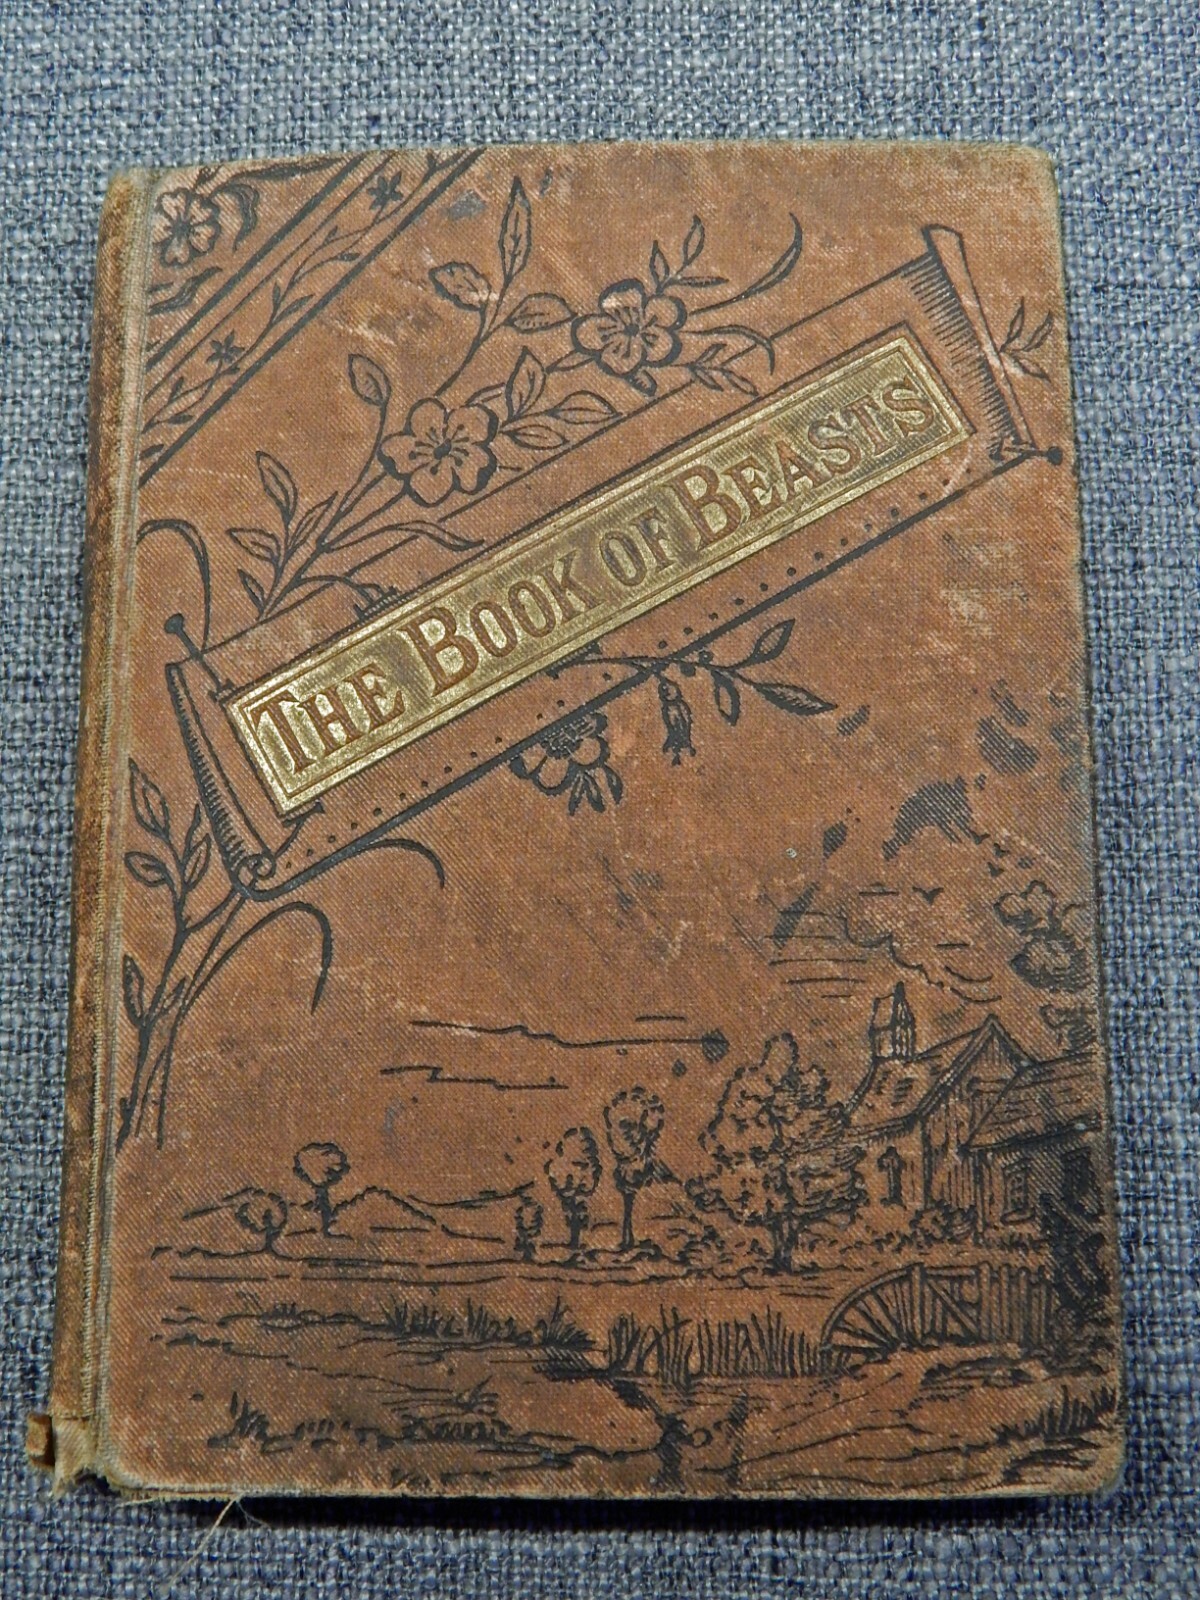 THE BOOK OF BEASTS